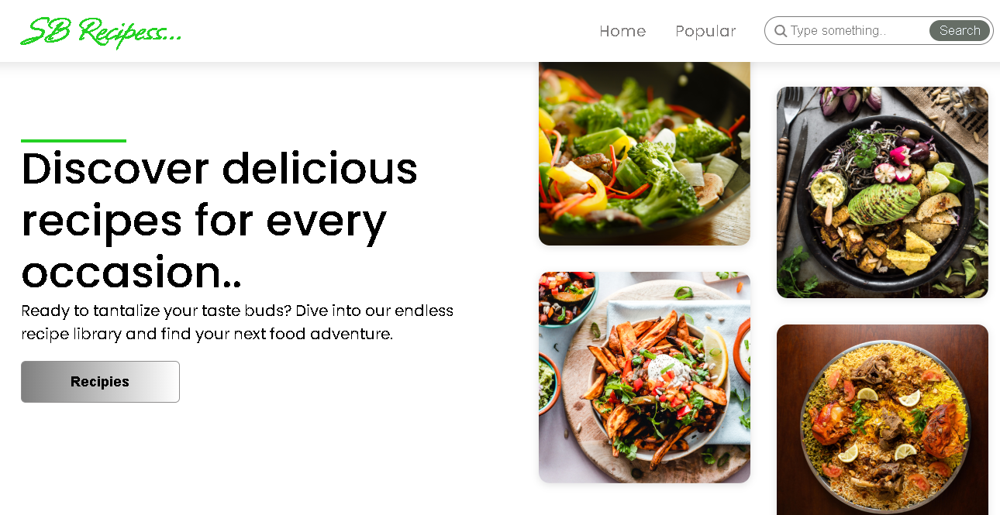 SB Recipess...
Home
Popular
Type something..
Search
Discover delicious
recipes for every
occasion..
Ready to tantalize your taste buds? Dive into our endless
recipe library and find your next food adventure.
Recipies